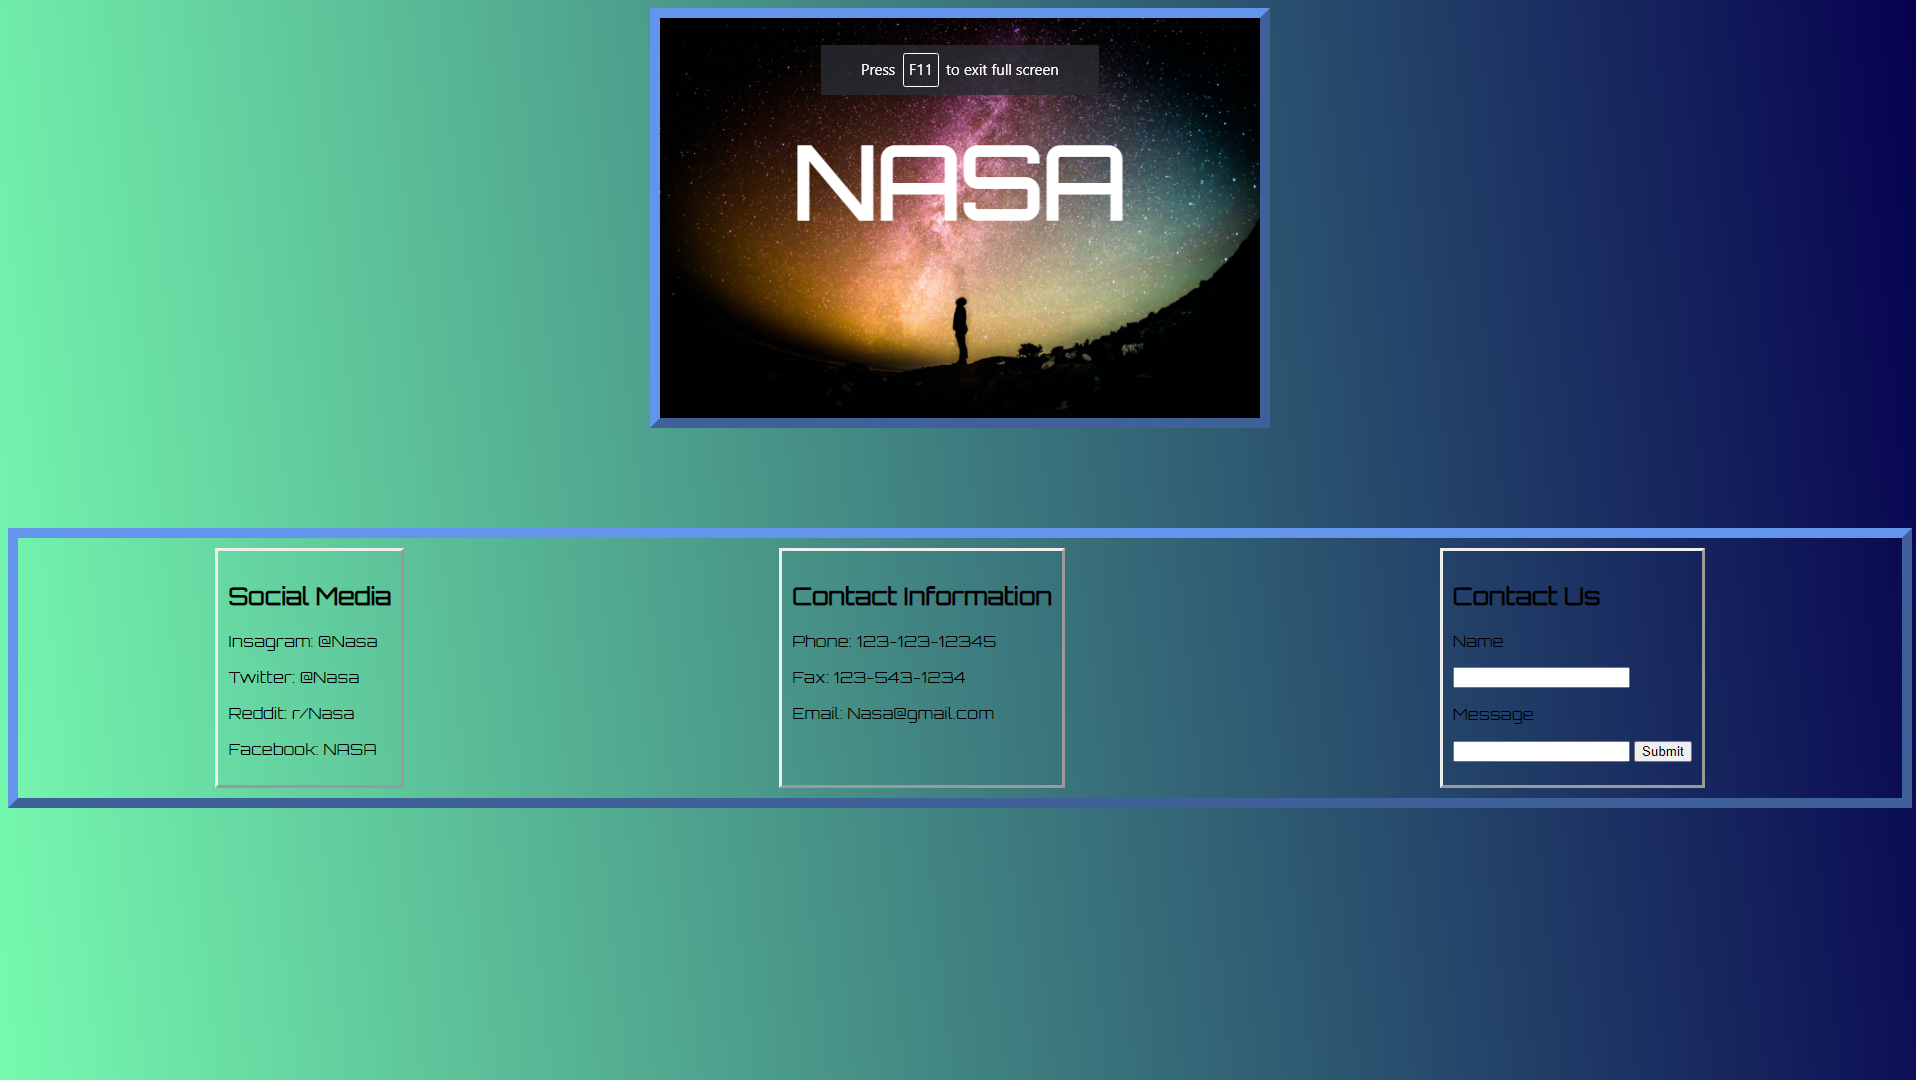 Press F11 to exit full screen
NASA
Social Media
Insagram: @Nasa
Twitter: @Nasa
Reddit: r/Nasa
Facebook: NASA
Contact Information
Phone: 123-123-12345
Fax: 123-543-1234
Email: Nasa@gmail.com
Contact Us
Name
Message
Submit